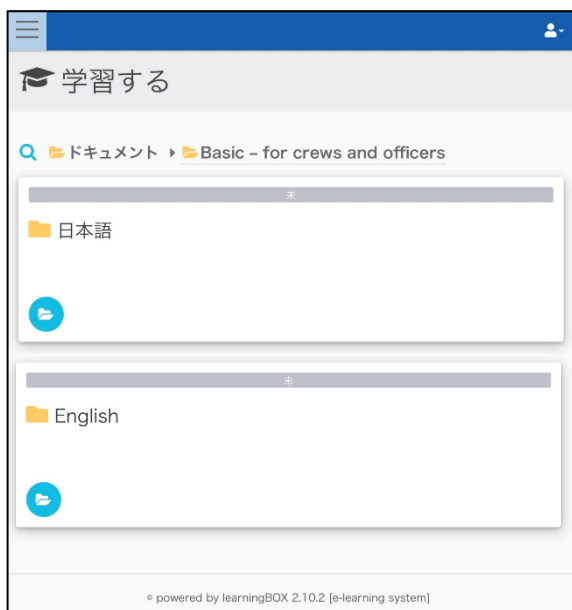 学習する
ドキュメント Basic – for crews and officers
未
日本語
未
English
© powered by learningBOX 2.10.2 [e-learning system]